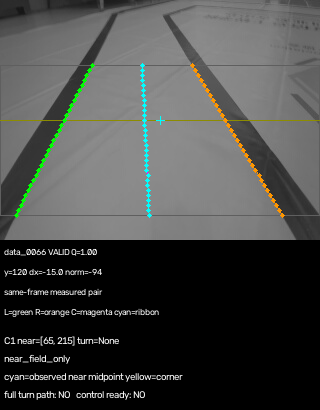 data_0066 VALID Q=1.00
y=120 dx=-15.0 norm=-94
same-frame measured pair
L=green R=orange C=magenta cyan=ribbon
C1 near=[65, 215] turn=None
near_field_only
cyan=observed near midpoint yellow=corner
full turn path: NO control ready: NO